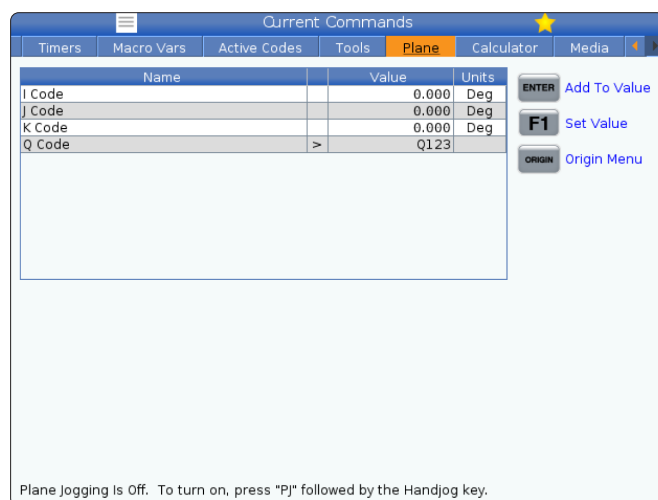 Current Commands
Timers Macro Vars Active Codes Tools Plane Calculator Media
Name Value Units
I Code 0.000 Deg
J Code 0.000 Deg
K Code 0.000 Deg
Q Code > Q123
ENTER Add To Value
F1 Set Value
ORIGIN Origin Menu
Plane Jogging Is Off. To turn on, press "PJ" followed by the Handjog key.